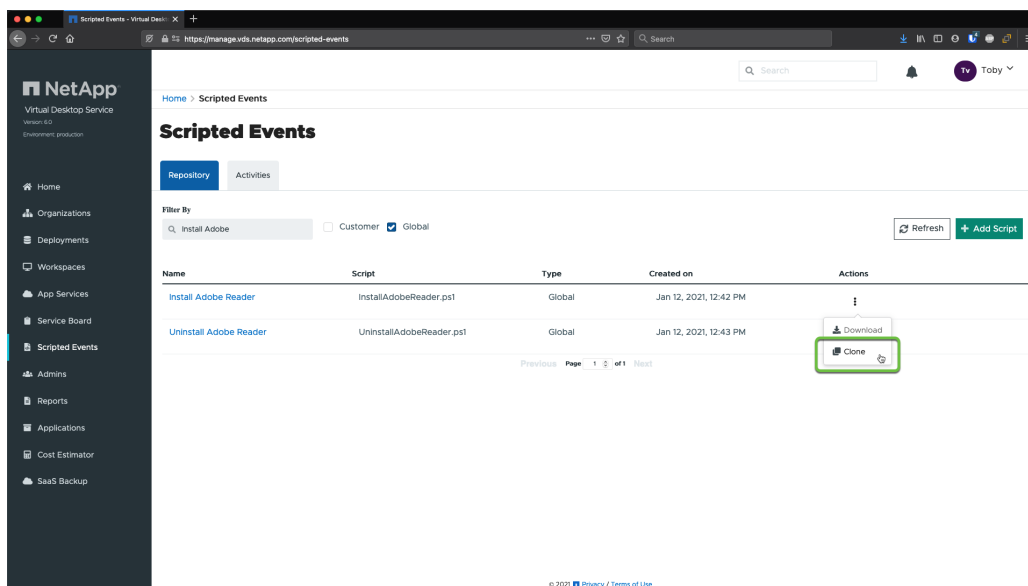 Scripted Events - Virtual Deskt
https://manage.vds.netapp.com/scripted-events
Search
NetApp
Virtual Desktop Service
Version: 6.0
Environment: production
Search
Tv Toby
Home > Scripted Events
Scripted Events
Repository Activities
Home
Organizations
Deployments
Workspaces
App Services
Service Board
Scripted Events
Admins
Reports
Applications
Cost Estimator
SaaS Backup
Filter By
Install Adobe
Customer Global
Refresh + Add Script
Name Script Type Created on Actions
Install Adobe Reader InstallAdobeReader.ps1 Global Jan 12, 2021, 12:42 PM
Uninstall Adobe Reader UninstallAdobeReader.ps1 Global Jan 12, 2021, 12:43 PM
Download
Clone
Previous Page 1 of 1 Next
© 2021 Privacy / Terms of Use